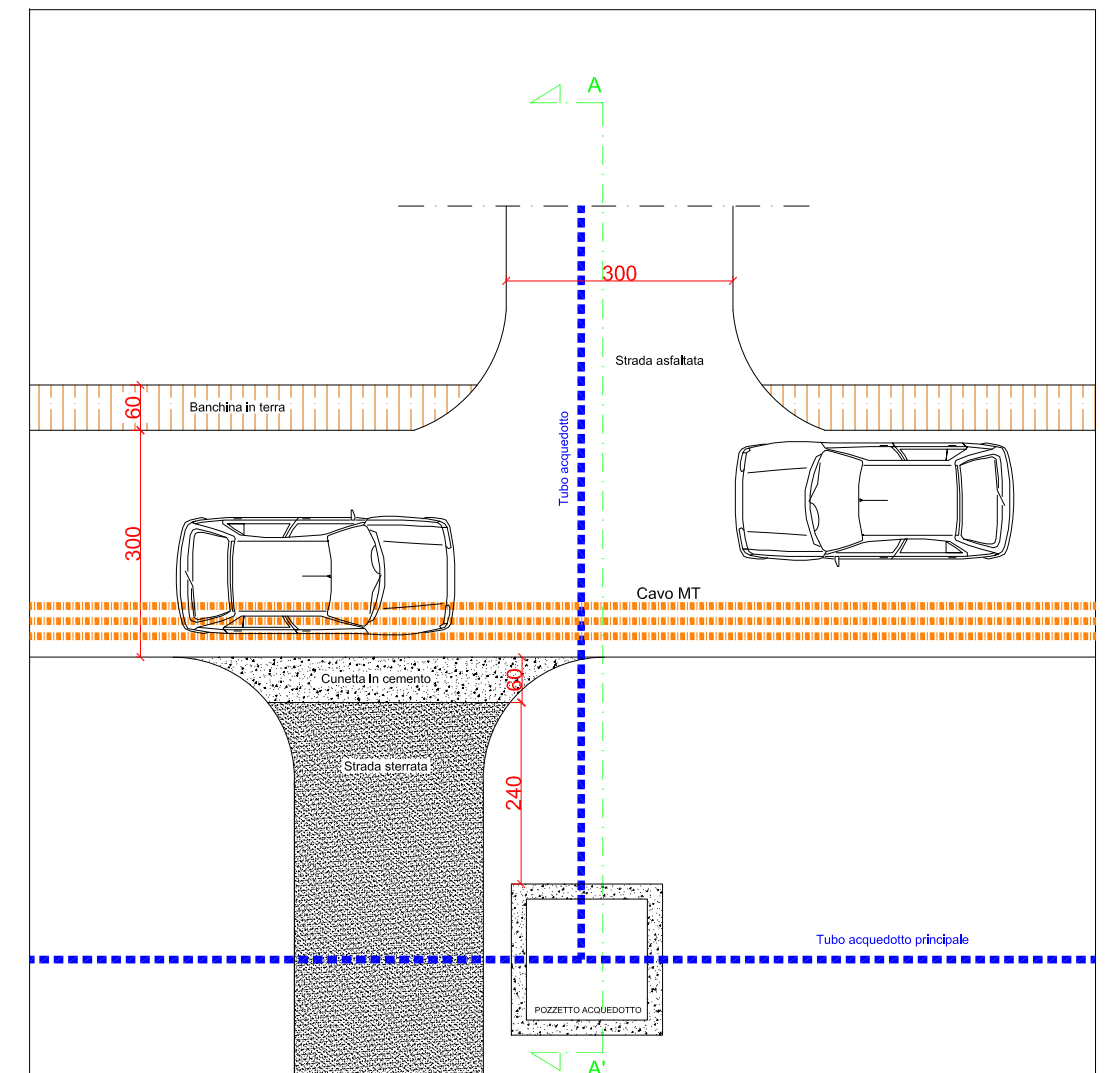 A
300
Strada asfaltata
60
Banchina in terra
Tubo acquedotto
300
Cavo MT
Cunetta In cemento
60
Strada sterrata
240
Tubo acquedotto principale
POZZETTO ACQUEDOTTO
A'